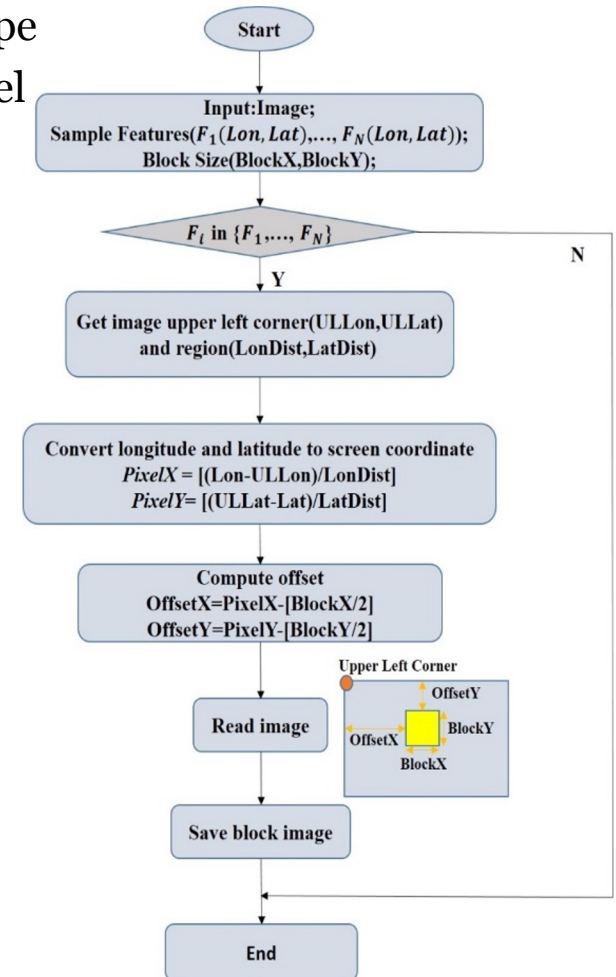 pe
el
Start
Input:Image;
Sample Features(F₁(Lon,Lat),..., F_N(Lon,Lat));
Block Size(BlockX,BlockY);
F_i in {F₁,..., F_N}
N
Y
Get image upper left corner(ULLon,ULLat)
and region(LonDist,LatDist)
Convert longitude and latitude to screen coordinate
PixelX = [(Lon-ULLon)/LonDist]
PixelY= [(ULLat-Lat)/LatDist]
Compute offset
OffsetX=PixelX-[BlockX/2]
OffsetY=PixelY-[BlockY/2]
Upper Left Corner
OffsetY
OffsetX
BlockY
BlockX
Read image
Save block image
End